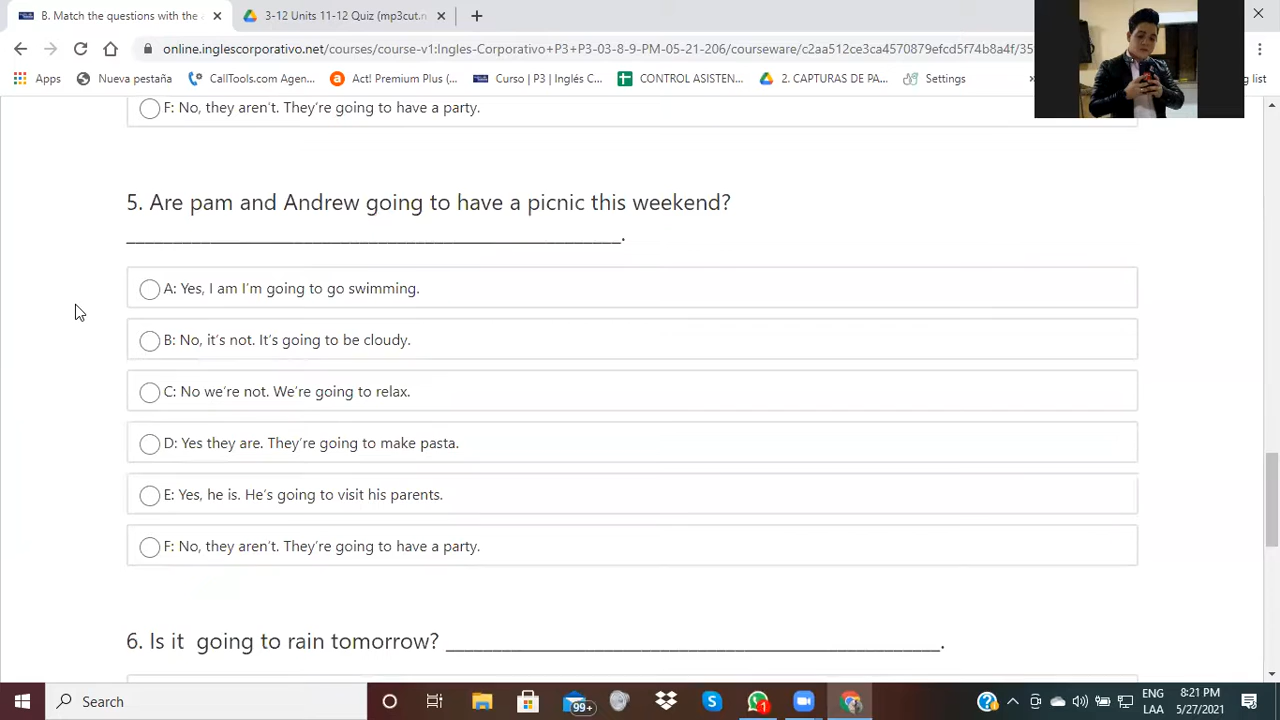 B. Match the questions with the
3-12 Units 11-12 Quiz (mp3cut.n
online.inglescorporativo.net/courses/course-v1:Ingles-Corporativo+P3+P3-03-8-9-PM-05-21-206/courseware/c2aa512ce3ca4570879efcd5f74b8a4f/35
Apps Nueva pestaña CallTools.com Agen... Act! Premium Plus (... Curso | P3 | Inglés C... CONTROL ASISTEN... 2. CAPTURAS DE PA... Settings » ng list
F: No, they aren't. They're going to have a party.
5. Are pam and Andrew going to have a picnic this weekend?
____________________________________________________.
A: Yes, I am I'm going to go swimming.
B: No, it's not. It's going to be cloudy.
C: No we're not. We're going to relax.
D: Yes they are. They're going to make pasta.
E: Yes, he is. He's going to visit his parents.
F: No, they aren't. They're going to have a party.
6. Is it going to rain tomorrow? ____________________________________________________.
Search
99+
1
ENG
LAA
8:21 PM
5/27/2021